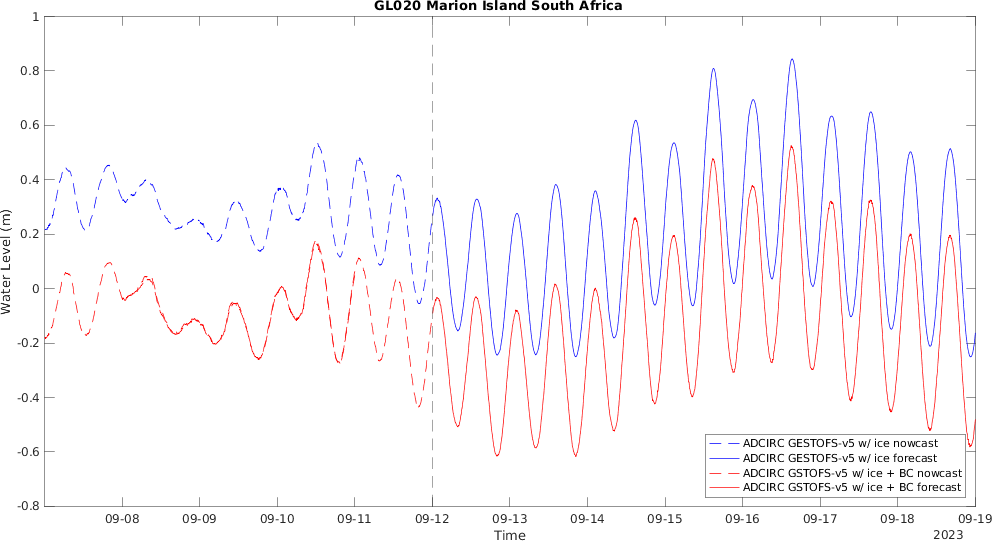 GL020 Marion Island South Africa
1
0.8
0.6
0.4
0.2
0
-0.2
-0.4
-0.6
-0.8
Water Level (m)
ADCIRC GESTOFS-v5 w/ ice nowcast
ADCIRC GESTOFS-v5 w/ ice forecast
ADCIRC GSTOFS-v5 w/ ice + BC nowcast
ADCIRC GSTOFS-v5 w/ ice + BC forecast
09-08 09-09 09-10 09-11 09-12 09-13 09-14 09-15 09-16 09-17 09-18 09-19
Time
2023